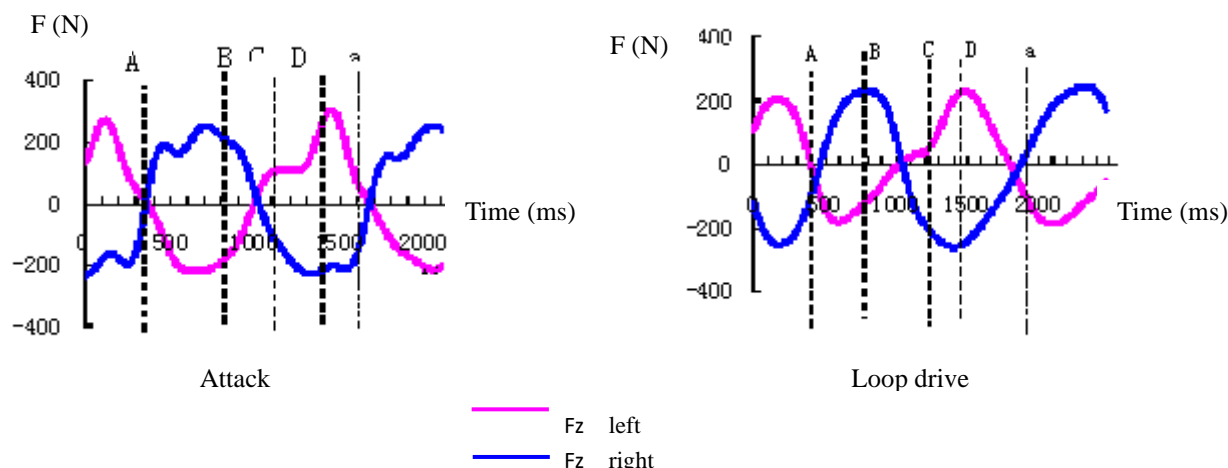 F (N)
A B C D a
400
200
0
-200
-400
0 500 1000 1500 2000
Time (ms)
Attack
F (N)
A B C D a
400
200
0
-200
-400
0 500 1000 1500 2000
Time (ms)
Loop drive
Fz left
Fz right